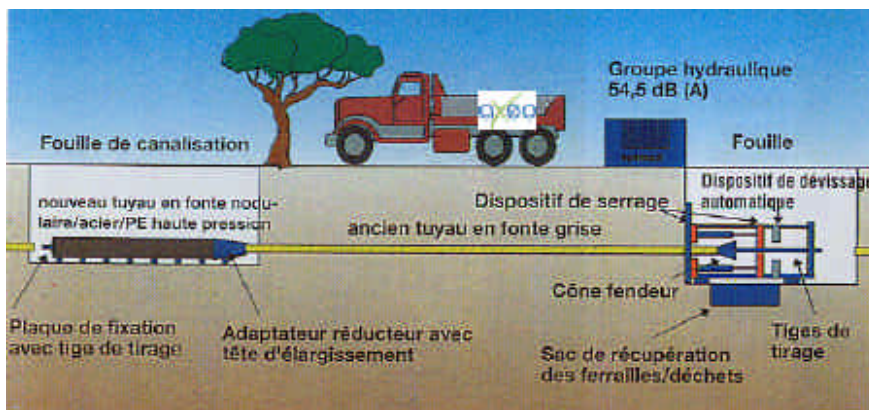 Groupe hydraulique
54,5 dB (A)
Fouille de canalisation
Fouille
nouveau tuyau en fonte nodu-
laire/acier/PE haute pression
Dispositif de serrage
Dispositif de dévissage
automatique
ancien tuyau en fonte grise
Cône fendeur
Plaque de fixation
avec tige de tirage
Adaptateur réducteur avec
tête d'élargissement
Sac de récupération
des ferrailles/déchets
Tiges de
tirage